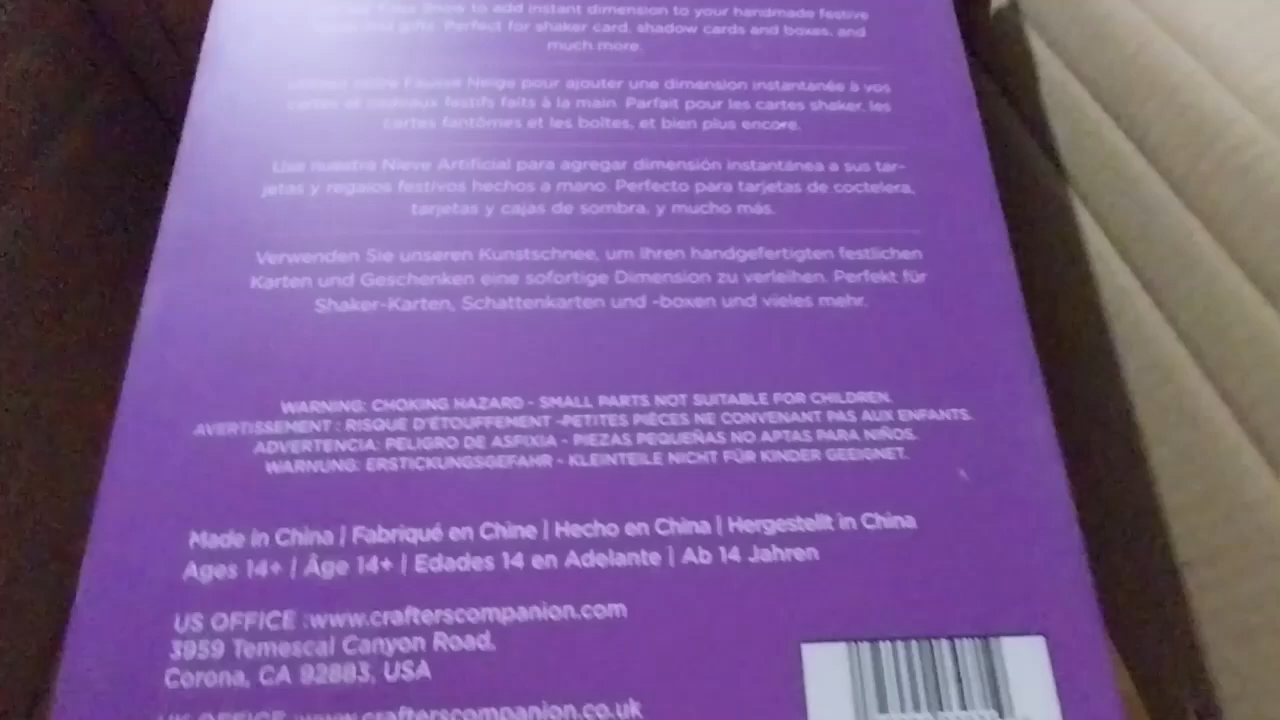 Snow to add instant dimension to your handmade festive
and gifts. Perfect for shaker card, shadow cards and boxes, and
much more.
notre Fausse Neige pour ajouter une dimension instantanée à vos
cartes et cadeaux festifs faits à la main. Parfait pour les cartes shaker, les
cartes fantômes et les boîtes, et bien plus encore.
Use nuestra Nieve Artificial para agregar dimensión instantánea a sus tar-
jetas y regalos festivos hechos a mano. Perfecto para tarjetas de coctelera,
tarjetas y cajas de sombra, y mucho más.
Verwenden Sie unseren Kunstschnee, um Ihren handgefertigten festlichen
Karten und Geschenken eine sofortige Dimension zu verleihen. Perfekt für
Shaker-Karten, Schattenkarten und -boxen und vieles mehr.
WARNING: CHOKING HAZARD - SMALL PARTS NOT SUITABLE FOR CHILDREN.
AVERTISSEMENT : RISQUE D'ÉTOUFFEMENT -PETITES PIÈCES NE CONVENANT PAS AUX ENFANTS.
ADVERTENCIA: PELIGRO DE ASFIXIA - PIEZAS PEQUEÑAS NO APTAS PARA NIÑOS.
WARNUNG: ERSTICKUNGSGEFAHR - KLEINTEILE NICHT FÜR KINDER GEEIGNET.
Made in China | Fabriqué en Chine | Hecho en China | Hergestellt in China
Ages 14+ | Âge 14+ | Edades 14 en Adelante | Ab 14 Jahren
US OFFICE :www.crafterscompanion.com
3959 Temescal Canyon Road,
Corona, CA 92883, USA
UK OFFICE :www.crafterscompanion.co.uk